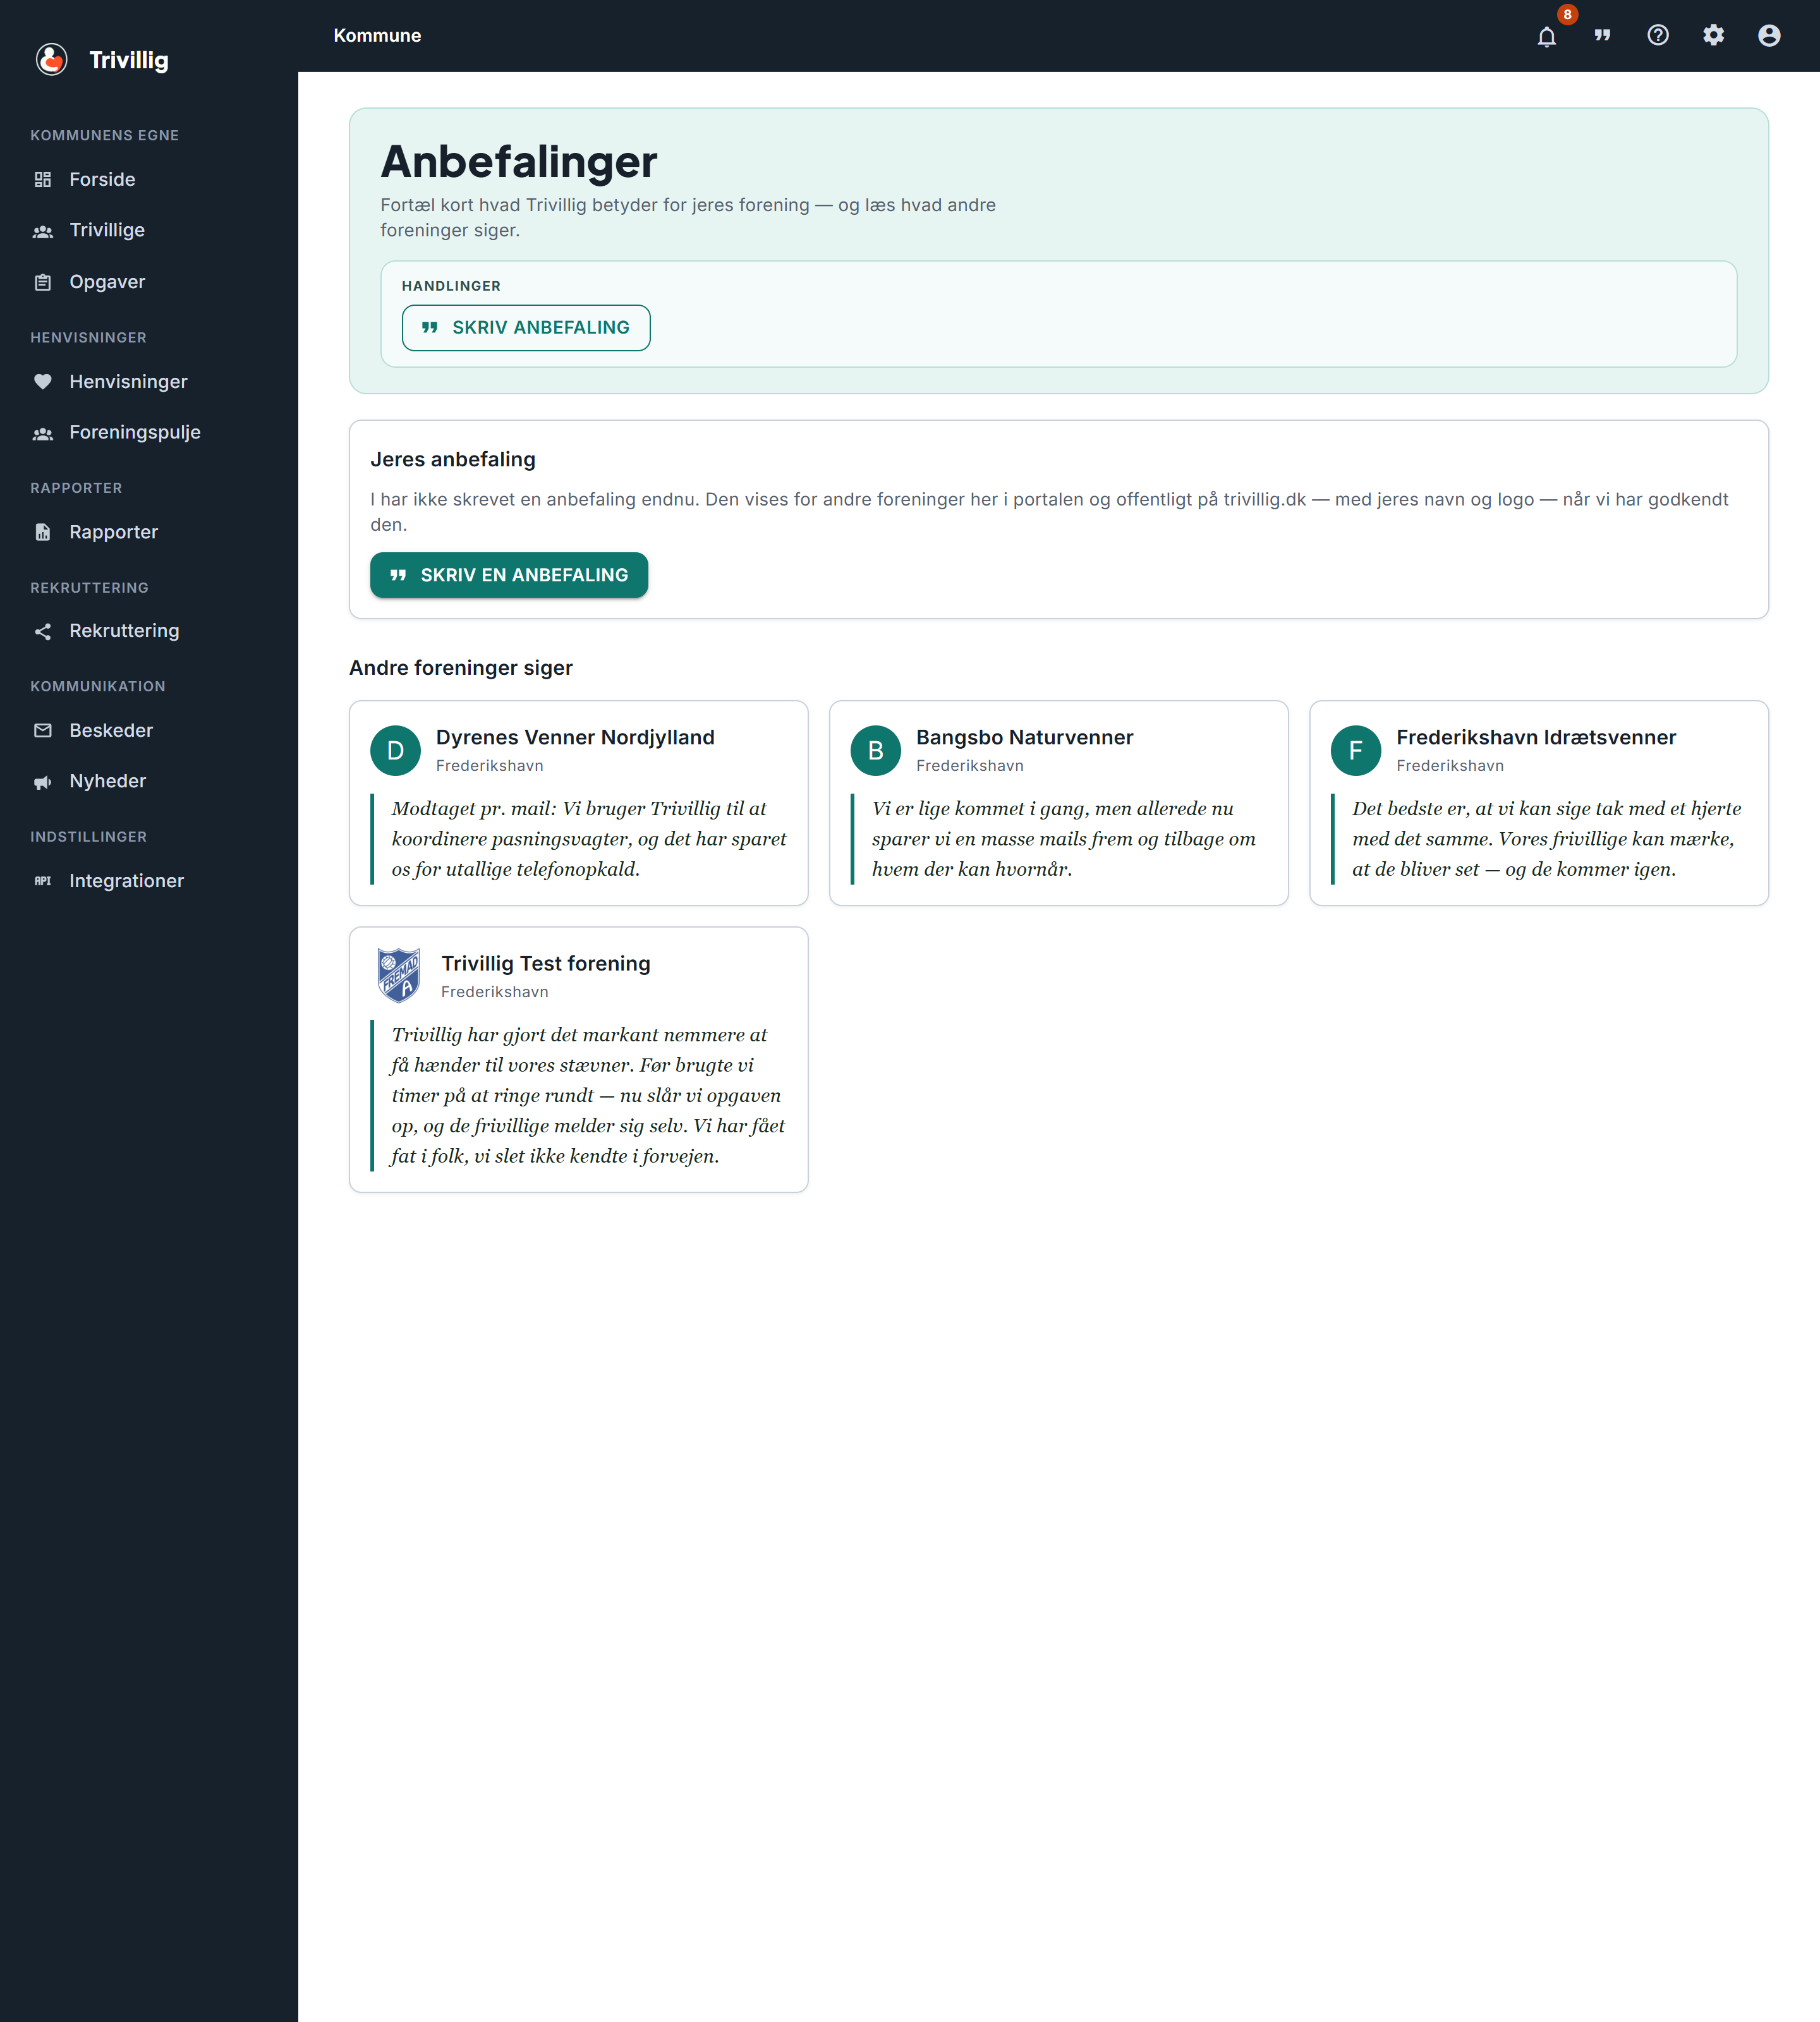 Trivillig
Kommune
8
KOMMUNENS EGNE
Forside
Trivillige
Opgaver
HENVISNINGER
Henvisninger
Foreningspulje
RAPPORTER
Rapporter
REKRUTTERING
Rekruttering
KOMMUNIKATION
Beskeder
Nyheder
INDSTILLINGER
API Integrationer
Anbefalinger
Fortæl kort hvad Trivillig betyder for jeres forening — og læs hvad andre
foreninger siger.
HANDLINGER
SKRIV ANBEFALING
Jeres anbefaling
I har ikke skrevet en anbefaling endnu. Den vises for andre foreninger her i portalen og offentligt på trivillig.dk — med jeres navn og logo — når vi har godkendt
den.
SKRIV EN ANBEFALING
Andre foreninger siger
D
Dyrenes Venner Nordjylland
Frederikshavn
Modtaget pr. mail: Vi bruger Trivillig til at
koordinere pasningsvagter, og det har sparet
os for utallige telefonopkald.
B
Bangsbo Naturvenner
Frederikshavn
Vi er lige kommet i gang, men allerede nu
sparer vi en masse mails frem og tilbage om
hvem der kan hvornår.
F
Frederikshavn Idrætsvenner
Frederikshavn
Det bedste er, at vi kan sige tak med et hjerte
med det samme. Vores frivillige kan mærke,
at de bliver set — og de kommer igen.
FREMAD
A
Trivillig Test forening
Frederikshavn
Trivillig har gjort det markant nemmere at
få hænder til vores stævner. Før brugte vi
timer på at ringe rundt — nu slår vi opgaven
op, og de frivillige melder sig selv. Vi har fået
fat i folk, vi slet ikke kendte i forvejen.